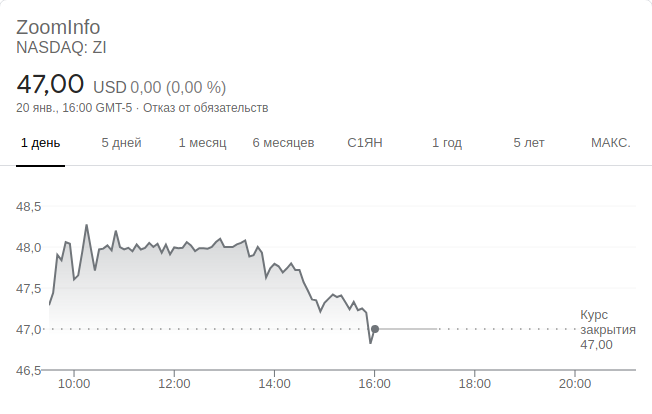 ZoomInfo
NASDAQ: ZI
47,00 USD 0,00 (0,00 %)
20 янв., 16:00 GMT-5 · Отказ от обязательств
1 день 5 дней 1 месяц 6 месяцев С1ЯН 1 год 5 лет МАКС.
48,5
48,0
47,5
47,0
46,5
Курс
закрытия
47,00
10:00 12:00 14:00 16:00 18:00 20:00